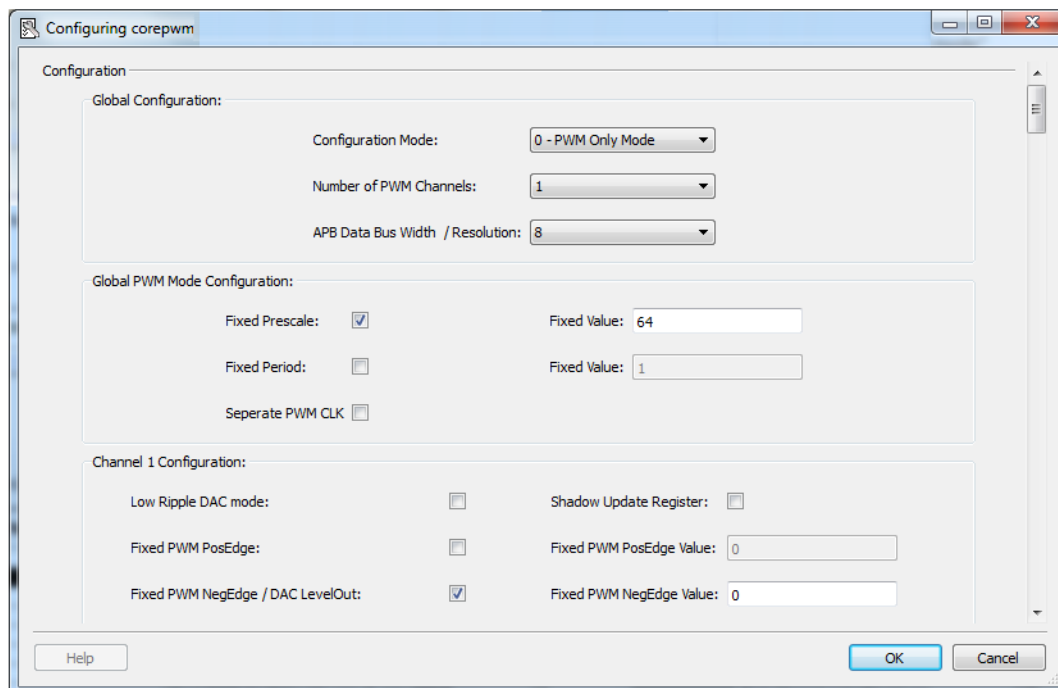 Configuring corepwm
Configuration
Global Configuration:
Configuration Mode: 0 - PWM Only Mode
Number of PWM Channels: 1
APB Data Bus Width / Resolution: 8
Global PWM Mode Configuration:
Fixed Prescale: Fixed Value: 64
Fixed Period: Fixed Value: 1
Seperate PWM CLK
Channel 1 Configuration:
Low Ripple DAC mode: Shadow Update Register:
Fixed PWM PosEdge: Fixed PWM PosEdge Value: 0
Fixed PWM NegEdge / DAC LevelOut: Fixed PWM NegEdge Value: 0
Help OK Cancel